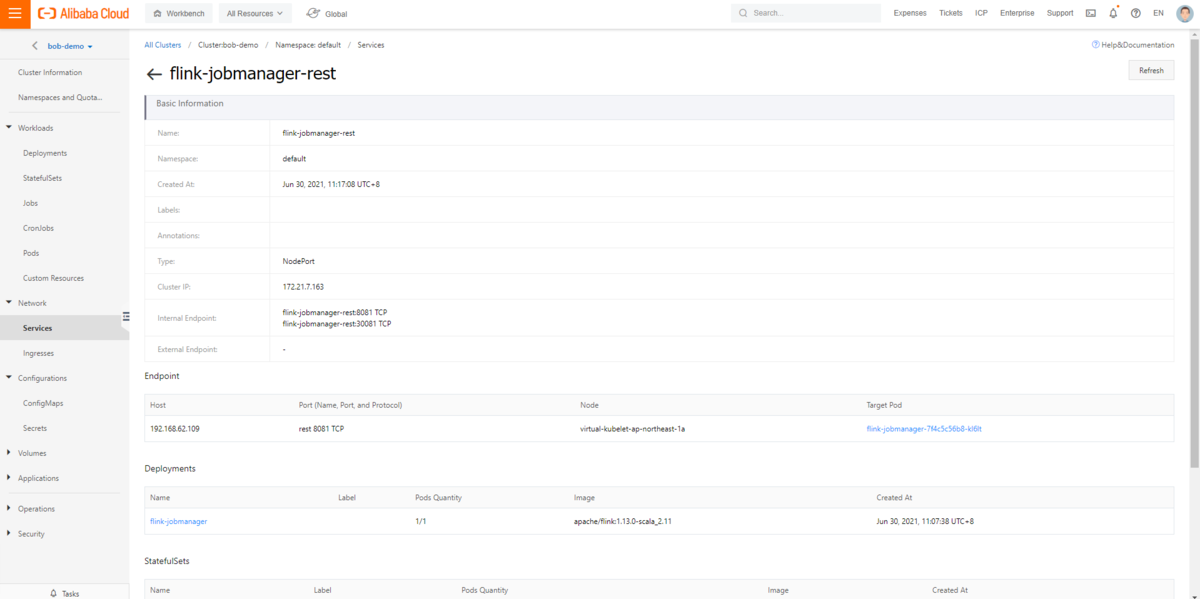 Alibaba Cloud Workbench All Resources Global Search... Expenses Tickets ICP Enterprise Support EN
bob-demo
Cluster Information
Namespaces and Quota...
Workloads
Deployments
StatefulSets
Jobs
CronJobs
Pods
Custom Resources
Network
Services
Ingresses
Configurations
ConfigMaps
Secrets
Volumes
Applications
Operations
Security
Tasks
All Clusters / Cluster:bob-demo / Namespace: default / Services
Help&Documentation
flink-jobmanager-rest
Refresh
Basic Information
Name: flink-jobmanager-rest
Namespace: default
Created At: Jun 30, 2021, 11:17:08 UTC+8
Labels:
Annotations:
Type: NodePort
Cluster IP: 172.21.7.163
Internal Endpoint: flink-jobmanager-rest:8081 TCP
flink-jobmanager-rest:30081 TCP
External Endpoint: -
Endpoint
Host Port (Name, Port, and Protocol) Node Target Pod
192.168.62.109 rest 8081 TCP virtual-kubelet-ap-northeast-1a flink-jobmanager-7f4c5c56b8-kl6lt
Deployments
Name Label Pods Quantity Image Created At
flink-jobmanager 1/1 apache/flink:1.13.0-scala_2.11 Jun 30, 2021, 11:07:38 UTC+8
StatefulSets
Name Label Pods Quantity Image Created At